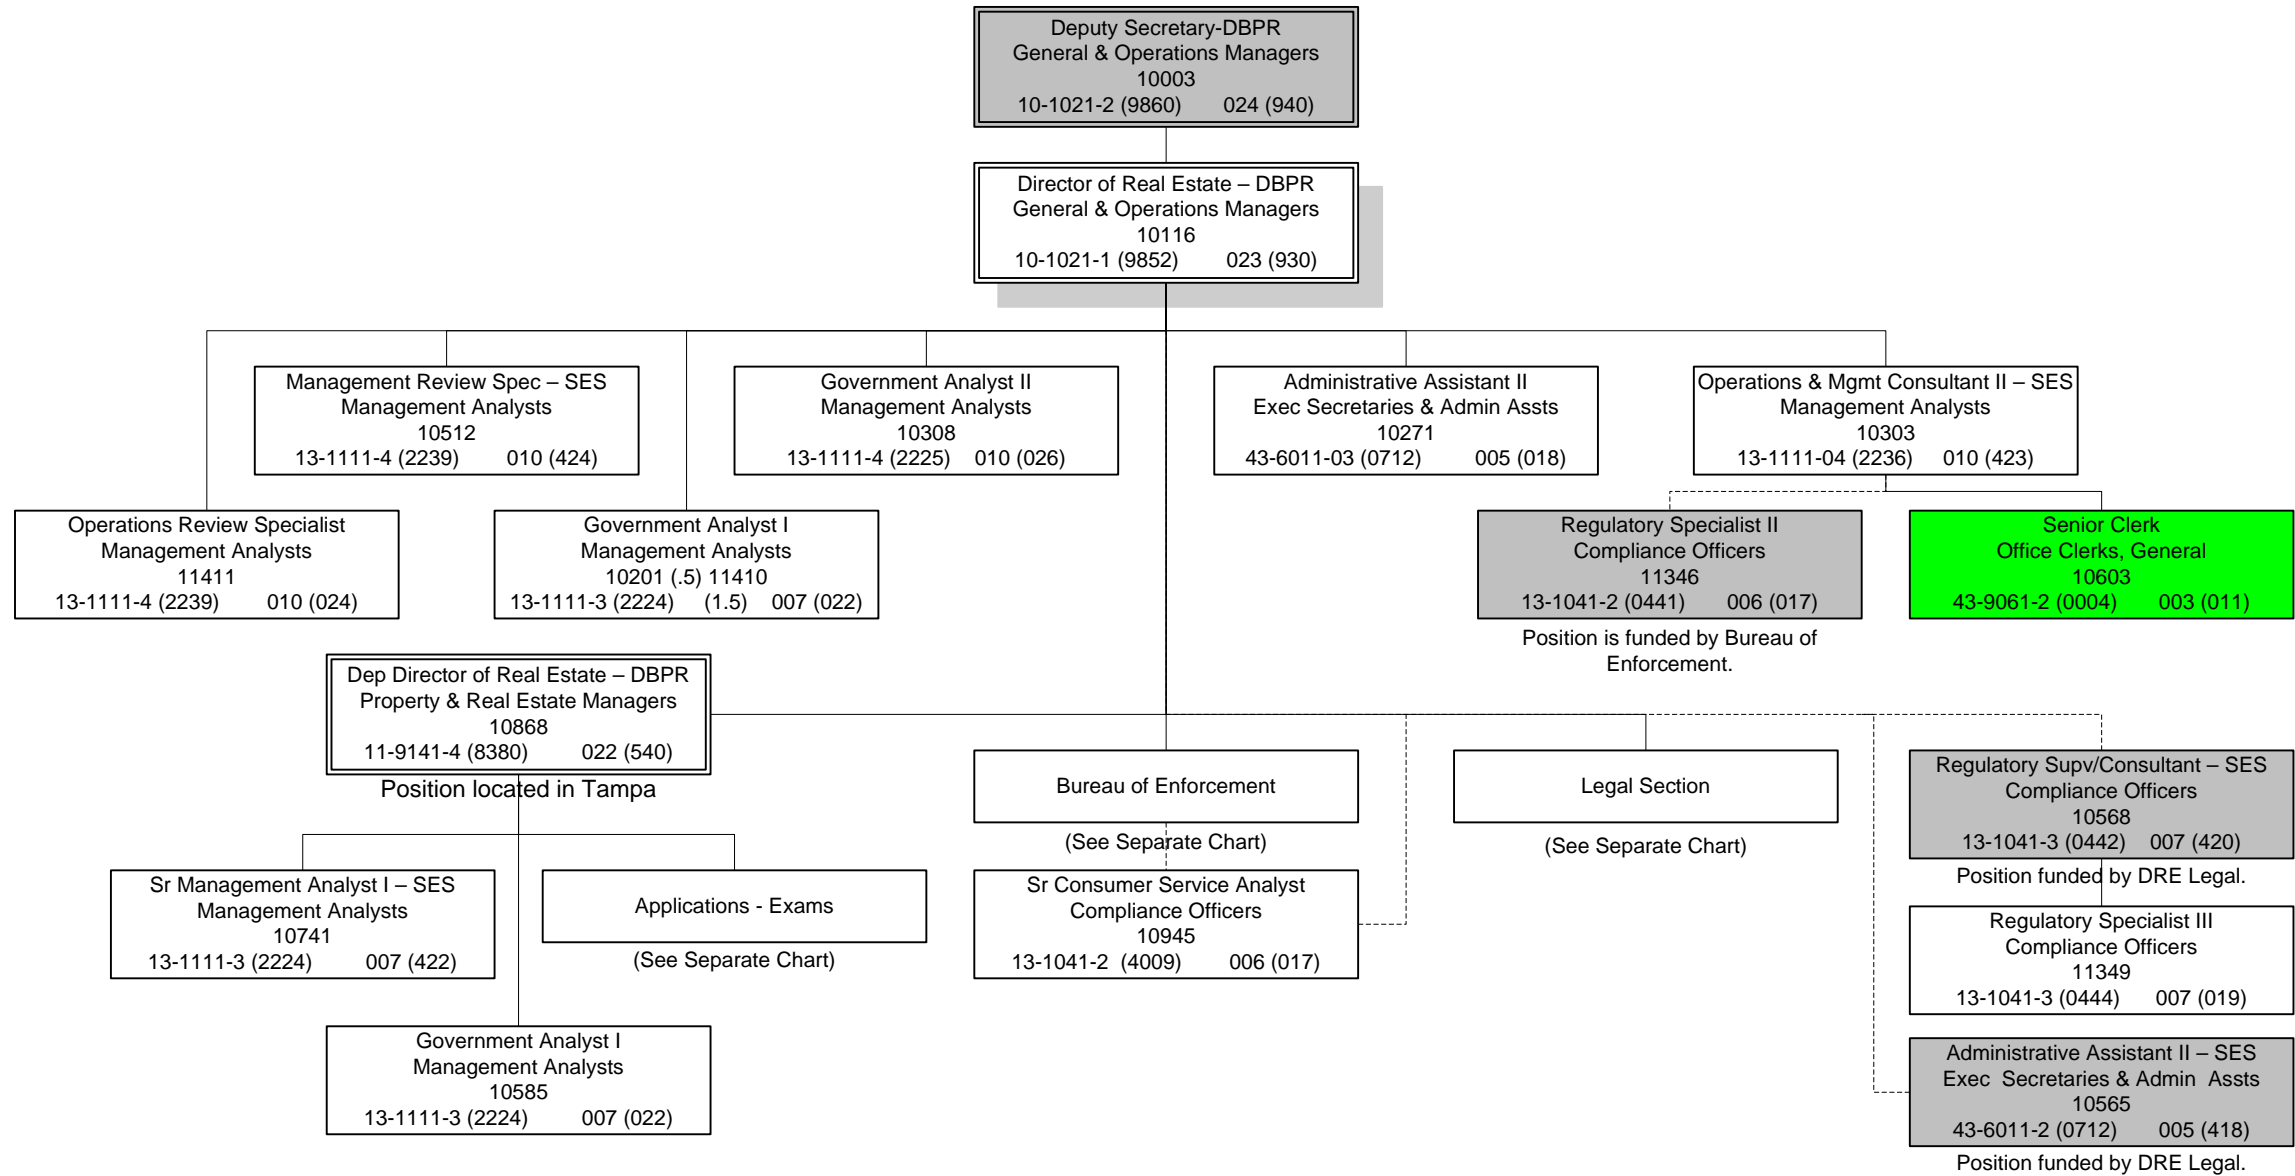 Deputy Secretary-DBPR
General & Operations Managers
10003
10-1021-2 (9860) 024 (940)
Director of Real Estate – DBPR
General & Operations Managers
10116
10-1021-1 (9852) 023 (930)
Management Review Spec – SES
Management Analysts
10512
13-1111-4 (2239) 010 (424)
Government Analyst II
Management Analysts
10308
13-1111-4 (2225) 010 (026)
Administrative Assistant II
Exec Secretaries & Admin Assts
10271
43-6011-03 (0712) 005 (018)
Operations & Mgmt Consultant II – SES
Management Analysts
10303
13-1111-04 (2236) 010 (423)
Operations Review Specialist
Management Analysts
11411
13-1111-4 (2239) 010 (024)
Government Analyst I
Management Analysts
10201 (.5) 11410
13-1111-3 (2224) (1.5) 007 (022)
Regulatory Specialist II
Compliance Officers
11346
13-1041-2 (0441) 006 (017)
Position is funded by Bureau of
Enforcement.
Senior Clerk
Office Clerks, General
10603
43-9061-2 (0004) 003 (011)
Dep Director of Real Estate – DBPR
Property & Real Estate Managers
10868
11-9141-4 (8380) 022 (540)
Position located in Tampa
Bureau of Enforcement
(See Separate Chart)
Legal Section
(See Separate Chart)
Regulatory Supv/Consultant – SES
Compliance Officers
10568
13-1041-3 (0442) 007 (420)
Position funded by DRE Legal.
Sr Management Analyst I – SES
Management Analysts
10741
13-1111-3 (2224) 007 (422)
Applications - Exams
(See Separate Chart)
Sr Consumer Service Analyst
Compliance Officers
10945
13-1041-2 (4009) 006 (017)
Regulatory Specialist III
Compliance Officers
11349
13-1041-3 (0444) 007 (019)
Government Analyst I
Management Analysts
10585
13-1111-3 (2224) 007 (022)
Administrative Assistant II – SES
Exec Secretaries & Admin Assts
10565
43-6011-2 (0712) 005 (418)
Position funded by DRE Legal.